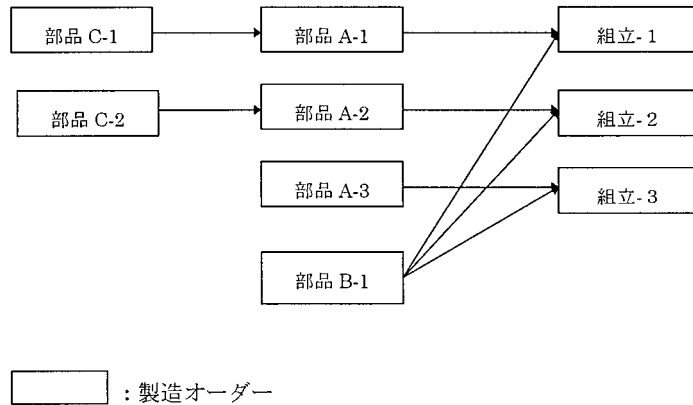 部品 C-1
部品 A-1
組立- 1
部品 C-2
部品 A-2
組立- 2
部品 A-3
組立- 3
部品 B-1
：製造オーダー